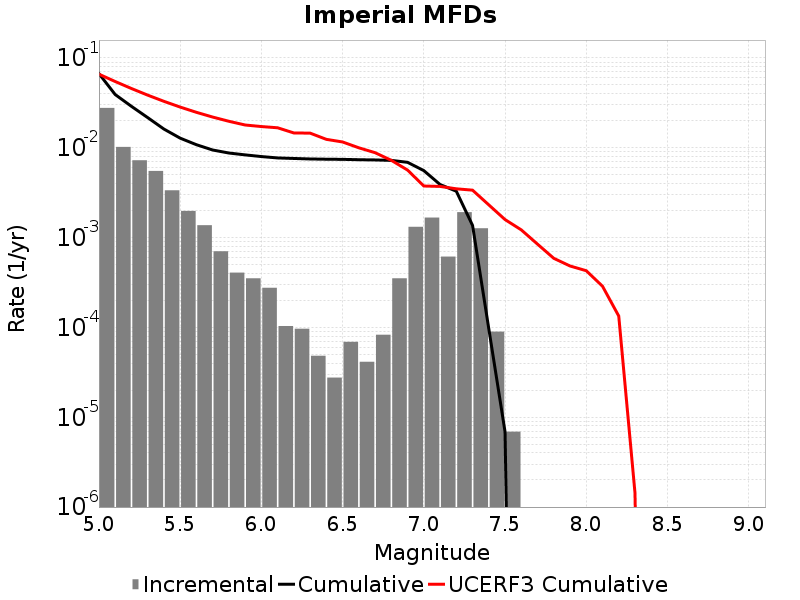 Imperial MFDs
10^-1
10^-2
10^-3
10^-4
10^-5
10^-6
Rate (1/yr)
5.0 5.5 6.0 6.5 7.0 7.5 8.0 8.5 9.0
Magnitude
Incremental Cumulative UCERF3 Cumulative